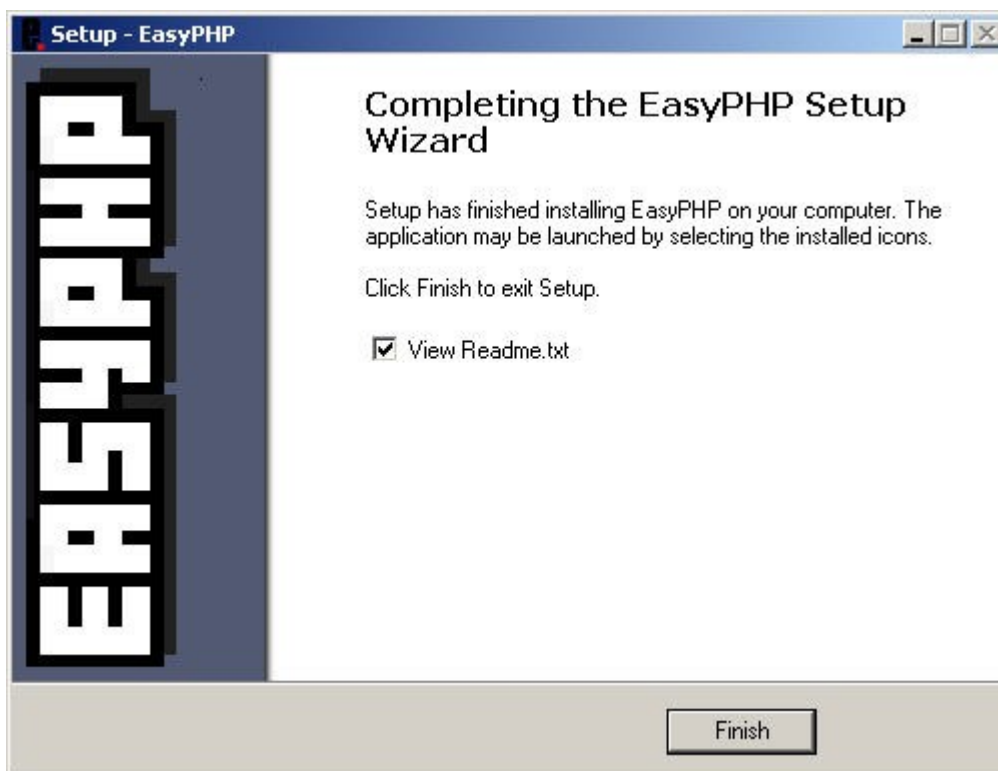 Setup - EasyPHP
EASYPHP
Completing the EasyPHP Setup
Wizard
Setup has finished installing EasyPHP on your computer. The
application may be launched by selecting the installed icons.
Click Finish to exit Setup.
View Readme.txt
Finish